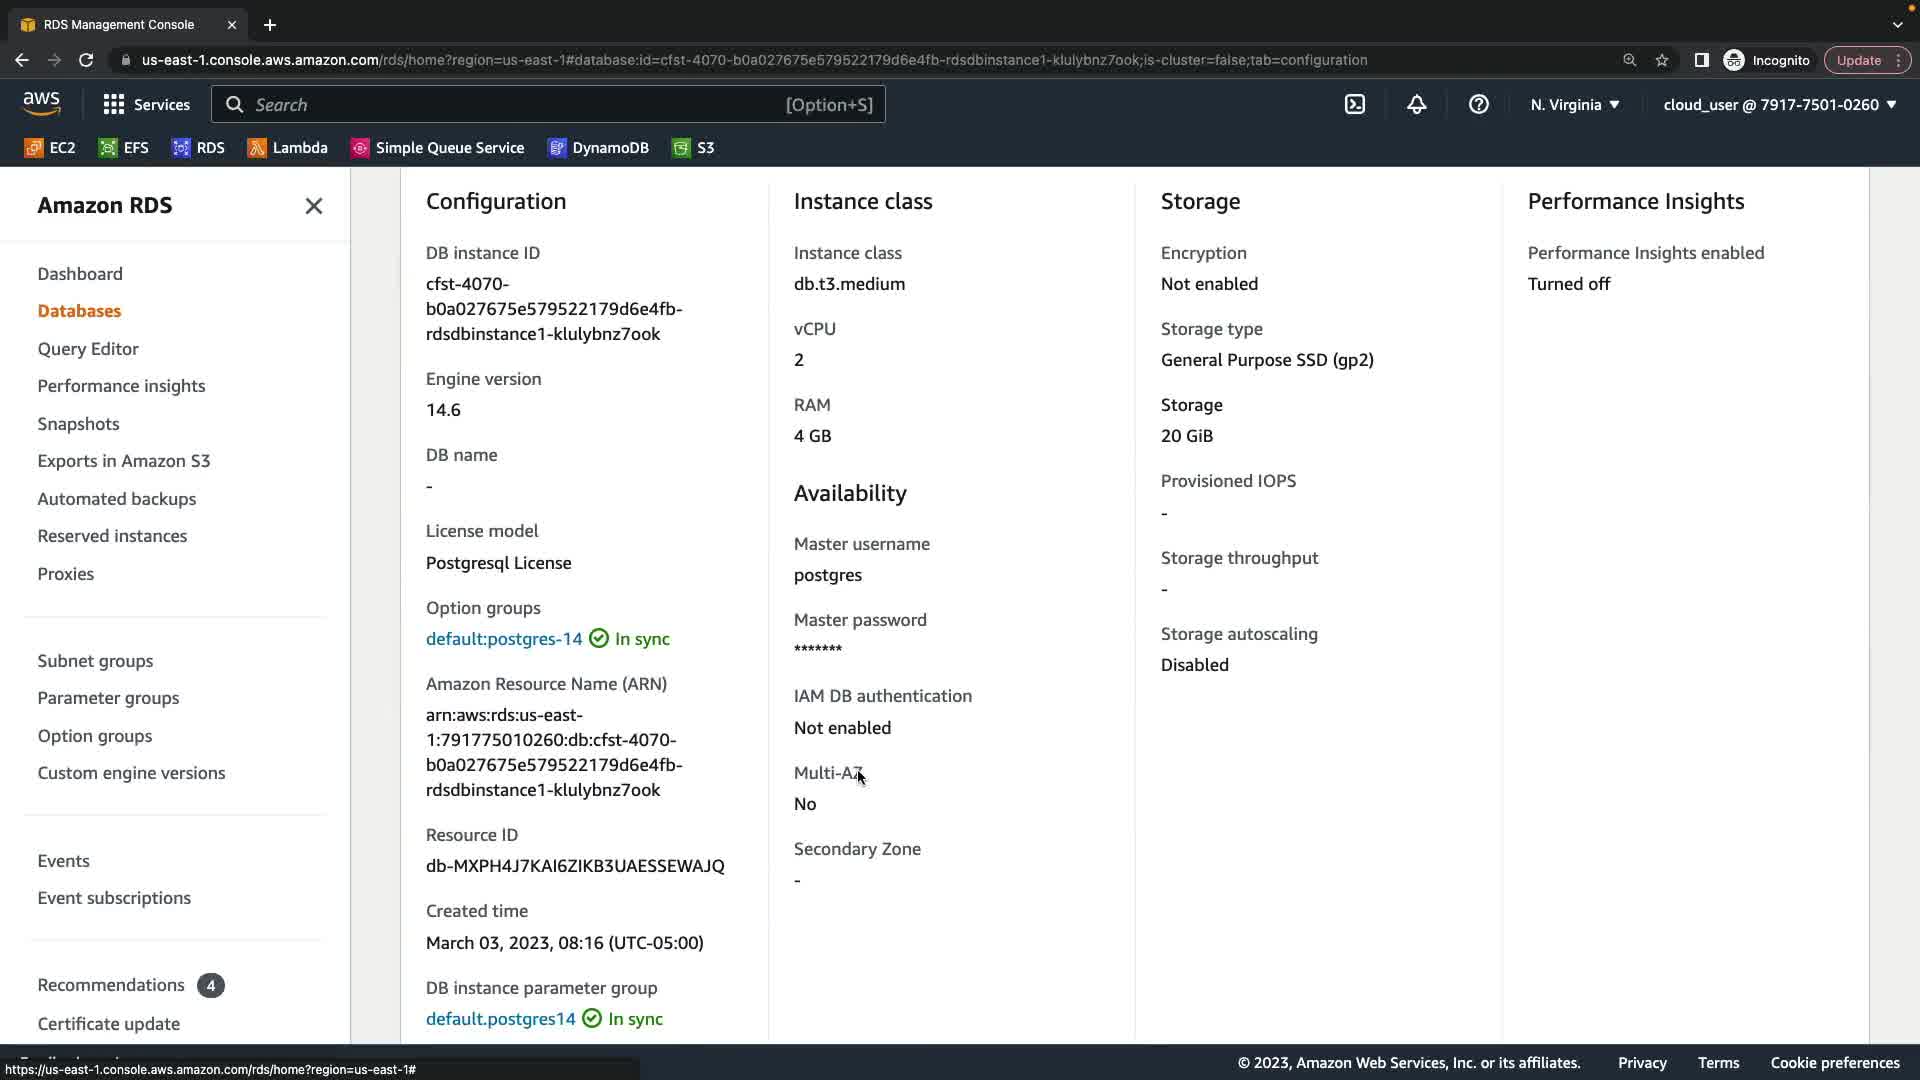 RDS Management Console
us-east-1.console.aws.amazon.com/rds/home?region=us-east-1#database:id=cfst-4070-b0a027675e579522179d6e4fb-rdsdbinstance1-klulybnz7ook;is-cluster=false;tab=configuration
Incognito
Update
aws
Services
Search
[Option+S]
N. Virginia
cloud_user @ 7917-7501-0260
EC2
EFS
RDS
Lambda
Simple Queue Service
DynamoDB
S3
Amazon RDS
Dashboard
Databases
Query Editor
Performance insights
Snapshots
Exports in Amazon S3
Automated backups
Reserved instances
Proxies
Subnet groups
Parameter groups
Option groups
Custom engine versions
Events
Event subscriptions
Recommendations 4
Certificate update
Configuration
DB instance ID
cfst-4070-
b0a027675e579522179d6e4fb-
rdsdbinstance1-klulybnz7ook
Engine version
14.6
DB name
-
License model
Postgresql License
Option groups
default:postgres-14 In sync
Amazon Resource Name (ARN)
arn:aws:rds:us-east-
1:791775010260:db:cfst-4070-
b0a027675e579522179d6e4fb-
rdsdbinstance1-klulybnz7ook
Resource ID
db-MXPH4J7KAI6ZIKB3UAESSEWAJQ
Created time
March 03, 2023, 08:16 (UTC-05:00)
DB instance parameter group
default.postgres14 In sync
Instance class
Instance class
db.t3.medium
vCPU
2
RAM
4 GB
Availability
Master username
postgres
Master password
*******
IAM DB authentication
Not enabled
Multi-AZ
No
Secondary Zone
-
Storage
Encryption
Not enabled
Storage type
General Purpose SSD (gp2)
Storage
20 GiB
Provisioned IOPS
-
Storage throughput
-
Storage autoscaling
Disabled
Performance Insights
Performance Insights enabled
Turned off
https://us-east-1.console.aws.amazon.com/rds/home?region=us-east-1#
© 2023, Amazon Web Services, Inc. or its affiliates.
Privacy
Terms
Cookie preferences